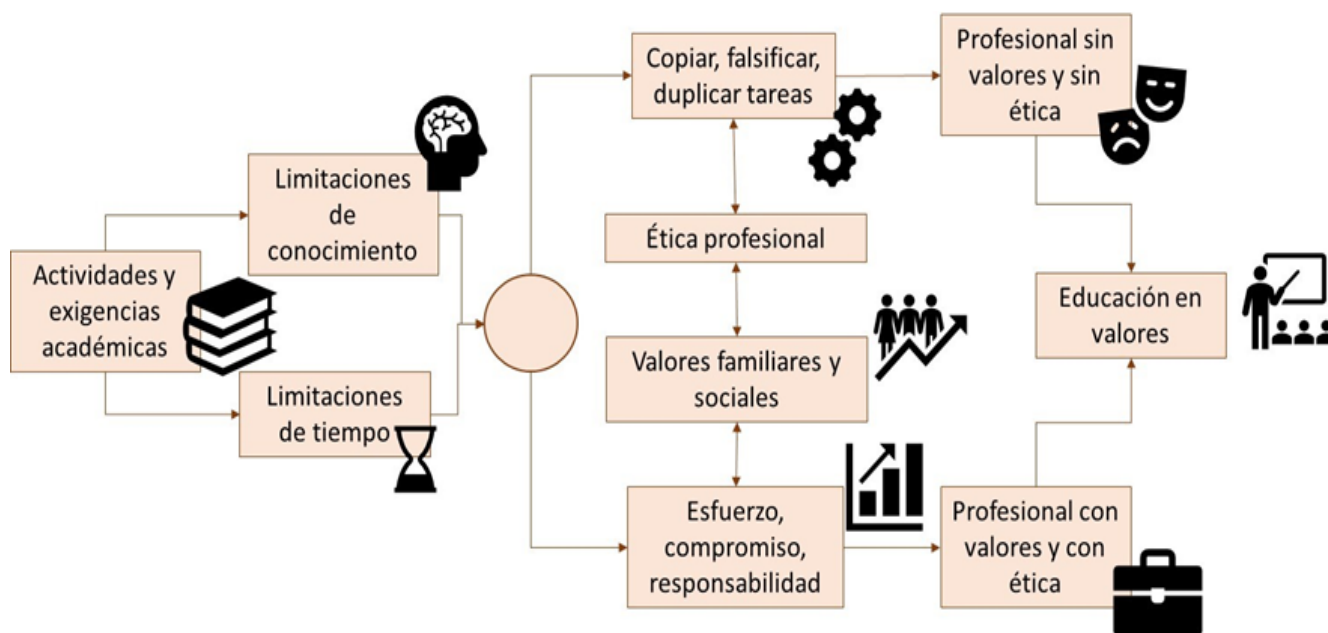 Actividades y
exigencias
académicas
Limitaciones
de
conocimiento
Limitaciones
de tiempo
Copiar, falsificar,
duplicar tareas
Ética profesional
Valores familiares y
sociales
Esfuerzo,
compromiso,
responsabilidad
Profesional sin
valores y sin
ética
Educación en
valores
Profesional con
valores y con
ética